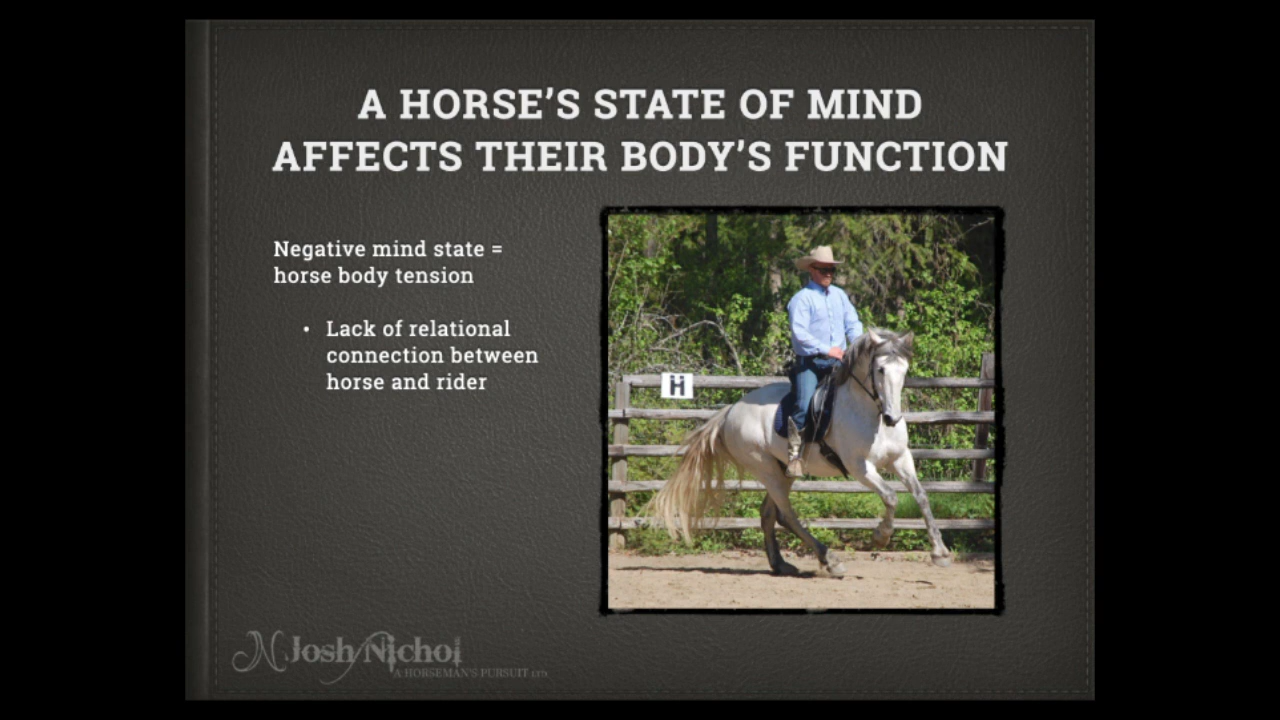 A HORSE'S STATE OF MIND
AFFECTS THEIR BODY'S FUNCTION
Negative mind state =
horse body tension
• Lack of relational
connection between
horse and rider
H
N Josh Nichol
A HORSEMAN'S PURSUIT LTD